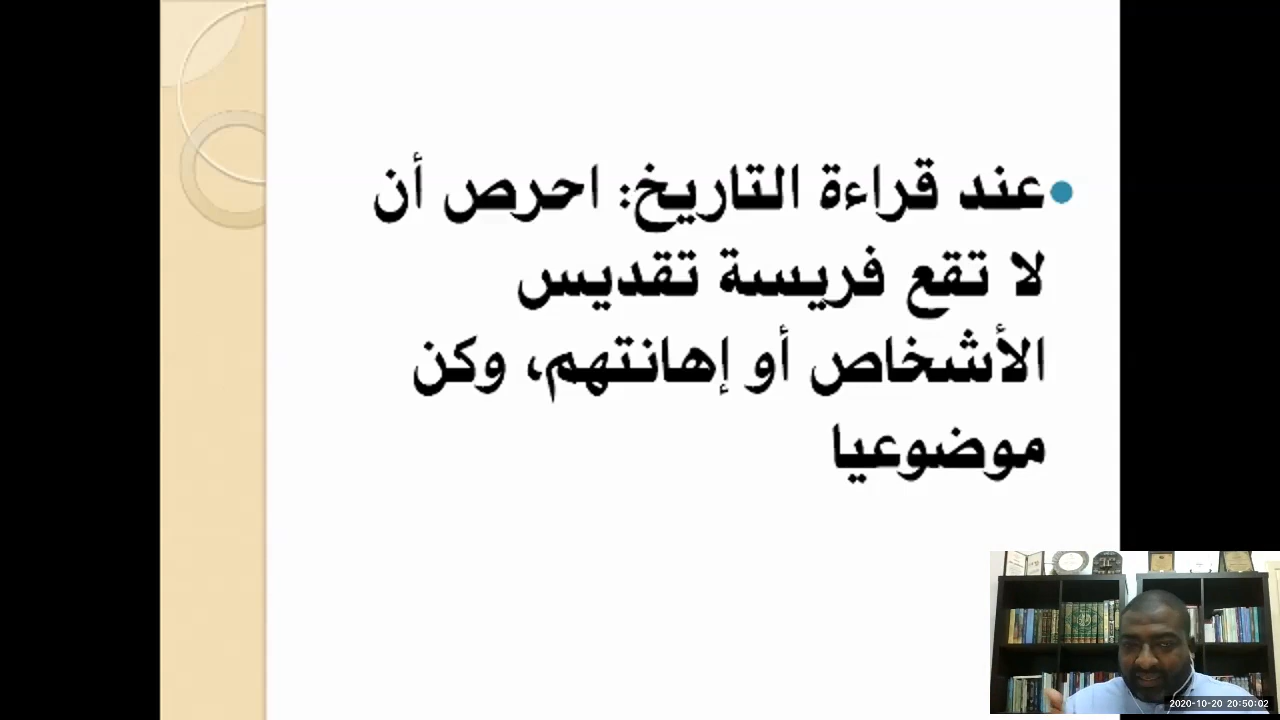 عند قراءة التاريخ: احرص أن
لا تقع فريسة تقديس
الأشخاص أو إهانتهم، وكن
موضوعيا
2020-10-20 20:50:02